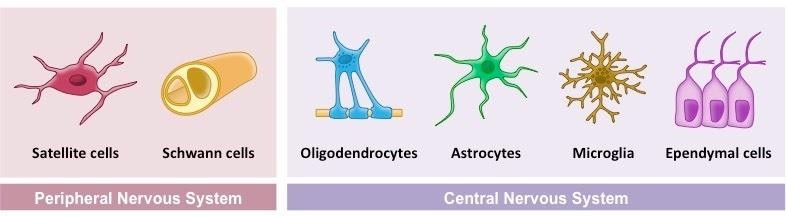 Satellite cells
Schwann cells
Oligodendrocytes
Astrocytes
Microglia
Ependymal cells
Peripheral Nervous System
Central Nervous System